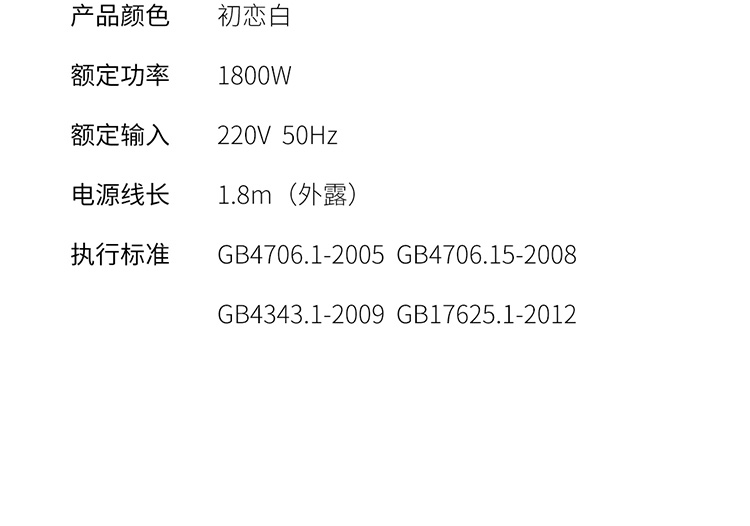 产品颜色 初恋白
额定功率 1800W
额定输入 220V 50Hz
电源线长 1.8m（外露）
执行标准 GB4706.1-2005 GB4706.15-2008
GB4343.1-2009 GB17625.1-2012